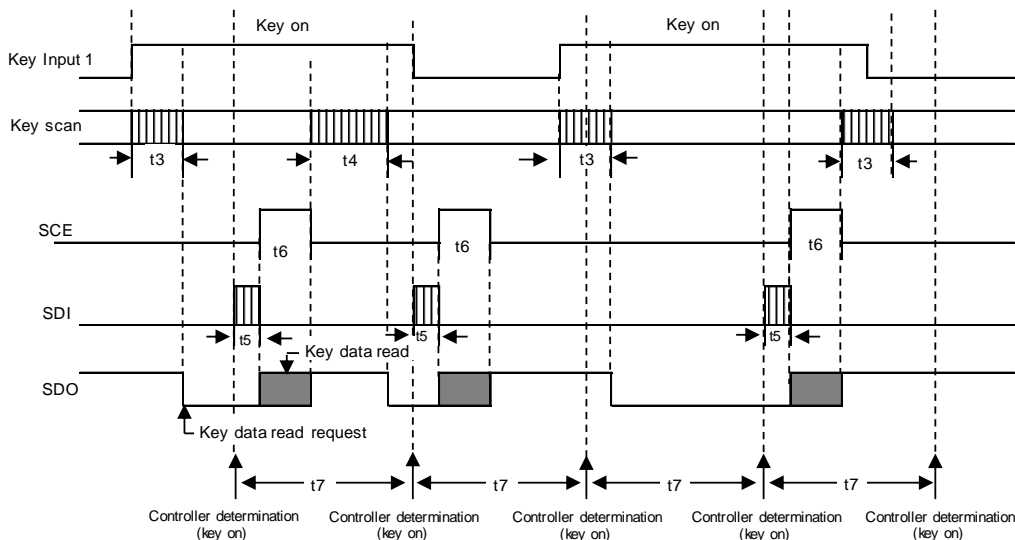 Key on
Key on
Key Input 1
Key scan
t3
t4
t3
t3
SCE
t6
t6
t6
SDI
t5
t5
t5
Key data read
SDO
Key data read request
t7
t7
t7
t7
Controller determination
(key on)
Controller determination
(key on)
Controller determination
(key on)
Controller determination
(key on)
Controller determination
(key on)